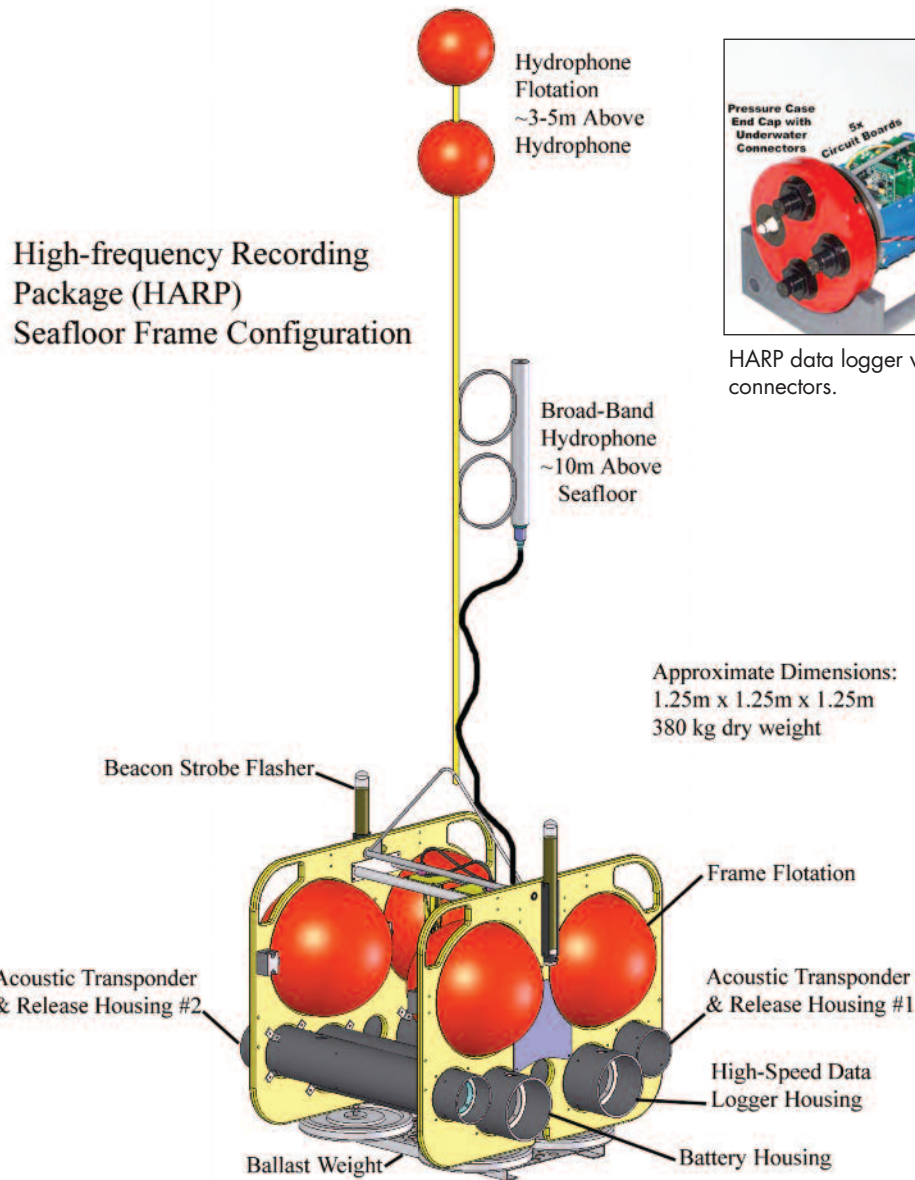 Hydrophone
Flotation
~3-5m Above
Hydrophone
Pressure Case
End Cap with
Underwater
Connectors
5x
Circuit Boards
High-frequency Recording
Package (HARP)
Seafloor Frame Configuration
HARP data logger
connectors.
Broad-Band
Hydrophone
~10m Above
Seafloor
Approximate Dimensions:
1.25m x 1.25m x 1.25m
380 kg dry weight
Beacon Strobe Flasher
Frame Flotation
Acoustic Transponder
& Release Housing #2
Acoustic Transponder
& Release Housing #1
High-Speed Data
Logger Housing
Ballast Weight
Battery Housing